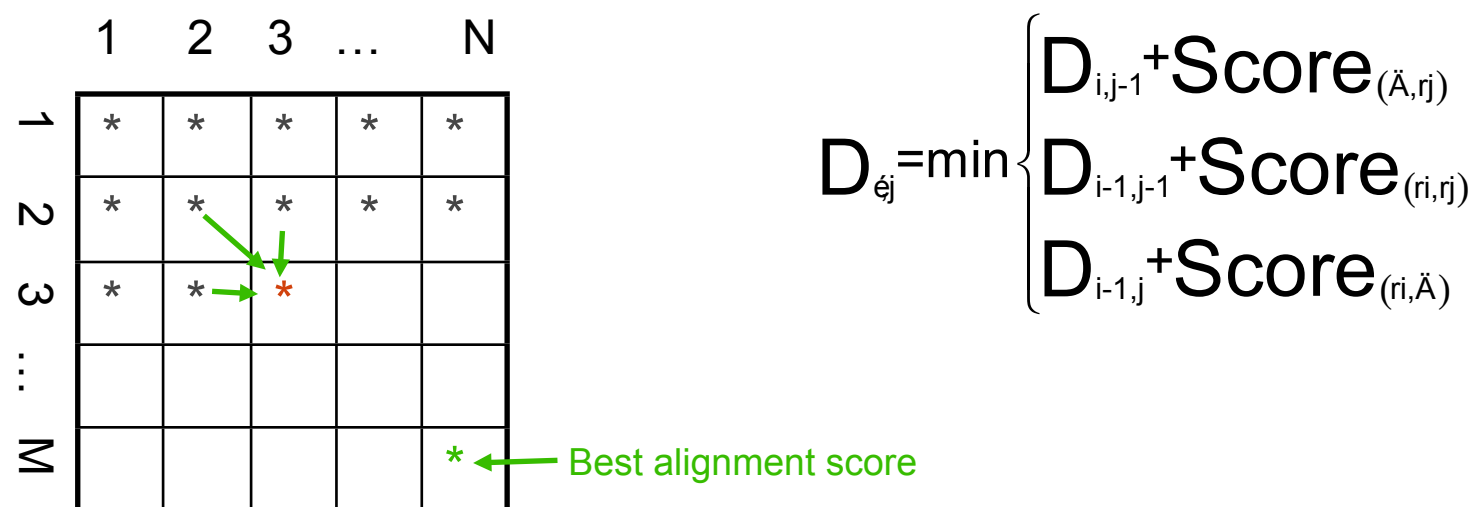 1 2 3 … N
1 * * * * *
2 * * * * *
3 * * *
…
M *
Best alignment score
D i,j-1 +Score (Ä,rj)
D éj =min D i-1,j-1 +Score (ri,rj)
D i-1,j +Score (ri,Ä)